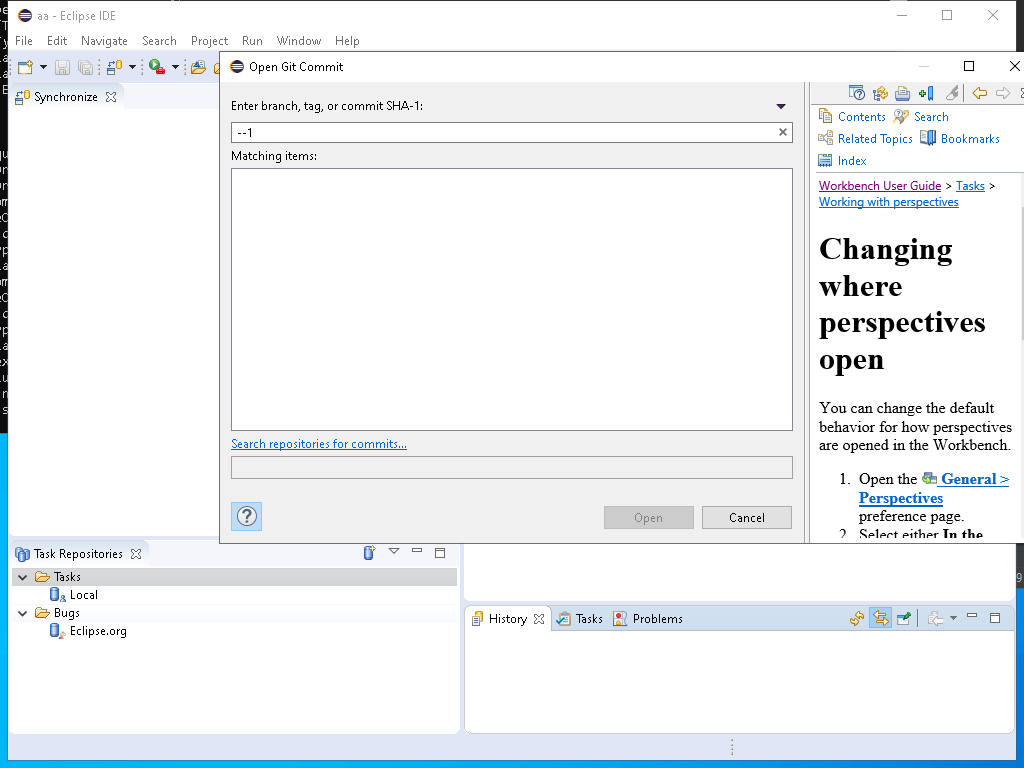 aa - Eclipse IDE
File Edit Navigate Search Project Run Window Help
Synchronize
Open Git Commit
Enter branch, tag, or commit SHA-1:
--1
Matching items:
Search repositories for commits...
Open Cancel
Contents Search
Related Topics Bookmarks
Index
Workbench User Guide > Tasks >
Working with perspectives
Changing
where
perspectives
open
You can change the default
behavior for how perspectives
are opened in the Workbench.
1. Open the General >
Perspectives
preference page.
2. Select either In the
Task Repositories
Tasks
Local
Bugs
Eclipse.org
History Tasks Problems